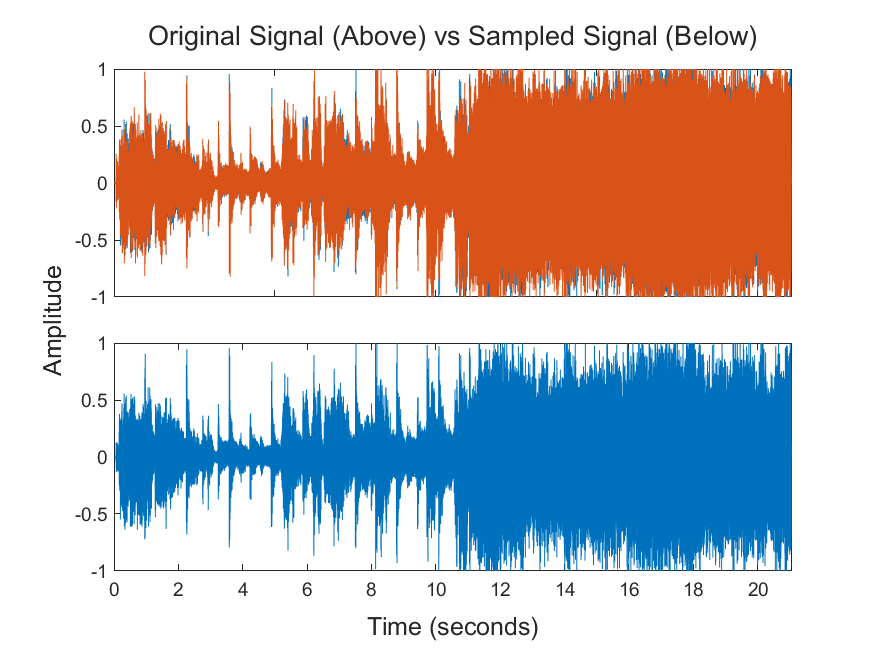 Original Signal (Above) vs Sampled Signal (Below)
1
0.5
0
-0.5
-1
Amplitude
1
0.5
0
-0.5
-1
0 2 4 6 8 10 12 14 16 18 20
Time (seconds)